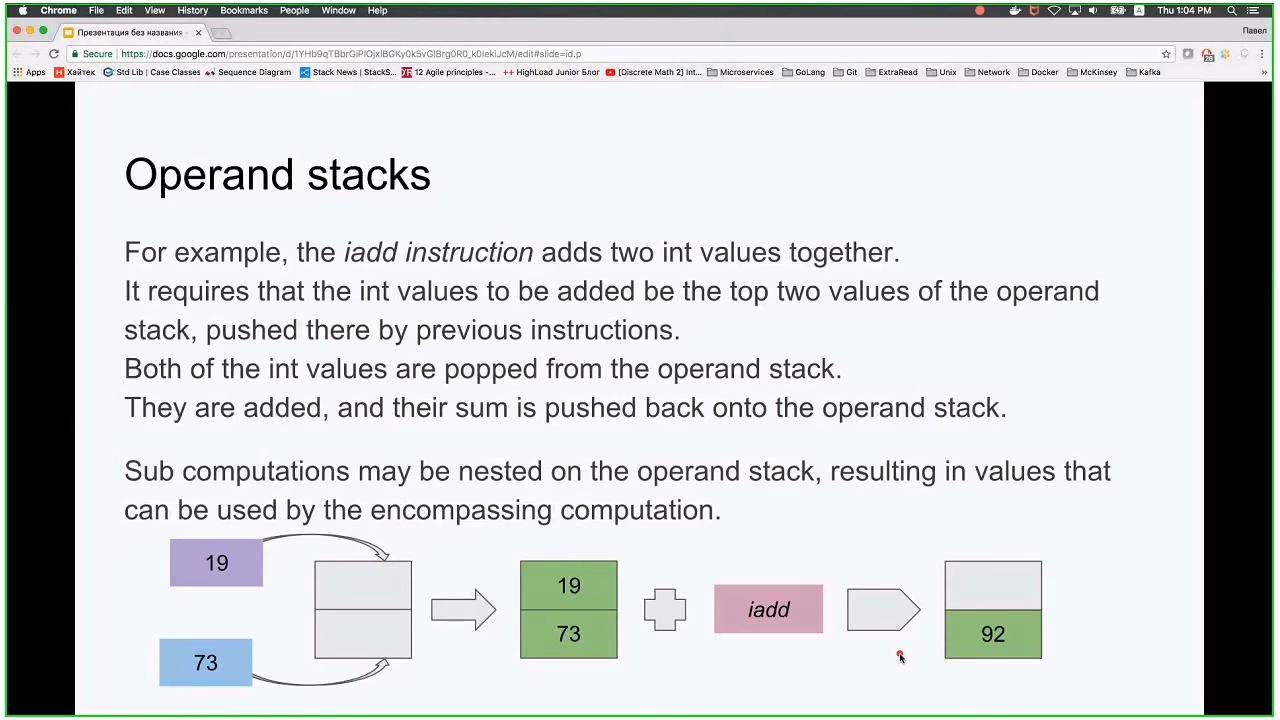 Chrome File Edit View History Bookmarks People Window Help Thu 1:04 PM
Презентация без названия - Павел
Secure https://docs.google.com/presentation/d/
Apps Хайтек Std Lib | Case Classes Sequence Diagram Stack News | StackS... 12 Agile principles -... HighLoad Junior Блог [Discrete Math 2] Int... Microservices GoLang Git ExtraRead Unix Network Docker McKinsey Kafka »
Operand stacks
For example, the iadd instruction adds two int values together.
It requires that the int values to be added be the top two values of the operand
stack, pushed there by previous instructions.
Both of the int values are popped from the operand stack.
They are added, and their sum is pushed back onto the operand stack.
Sub computations may be nested on the operand stack, resulting in values that
can be used by the encompassing computation.
19
19
iadd
73
92
73